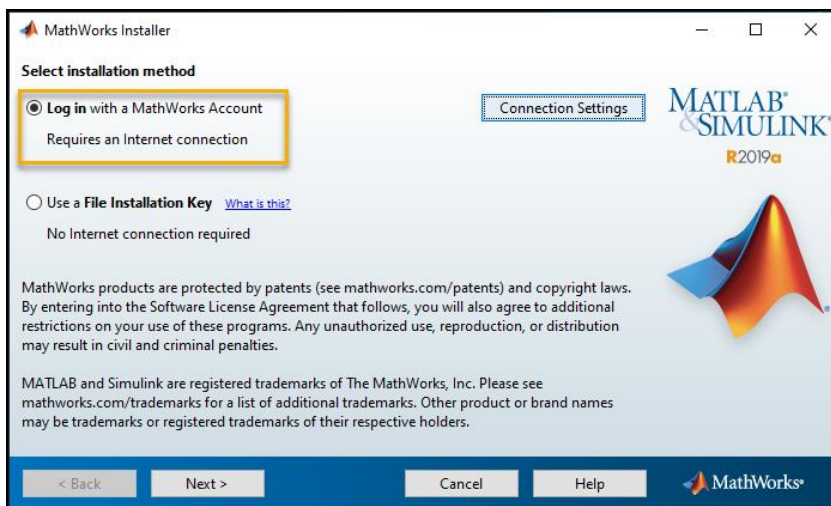 MathWorks Installer
Select installation method
Log in with a MathWorks Account
Requires an Internet connection
Connection Settings
MATLAB®
&SIMULINK®
R2019a
Use a File Installation Key What is this?
No Internet connection required
MathWorks products are protected by patents (see mathworks.com/patents) and copyright laws.
By entering into the Software License Agreement that follows, you will also agree to additional
restrictions on your use of these programs. Any unauthorized use, reproduction, or distribution
may result in civil and criminal penalties.
MATLAB and Simulink are registered trademarks of The MathWorks, Inc. Please see
mathworks.com/trademarks for a list of additional trademarks. Other product or brand names
may be trademarks or registered trademarks of their respective holders.
< Back Next > Cancel Help MathWorks®